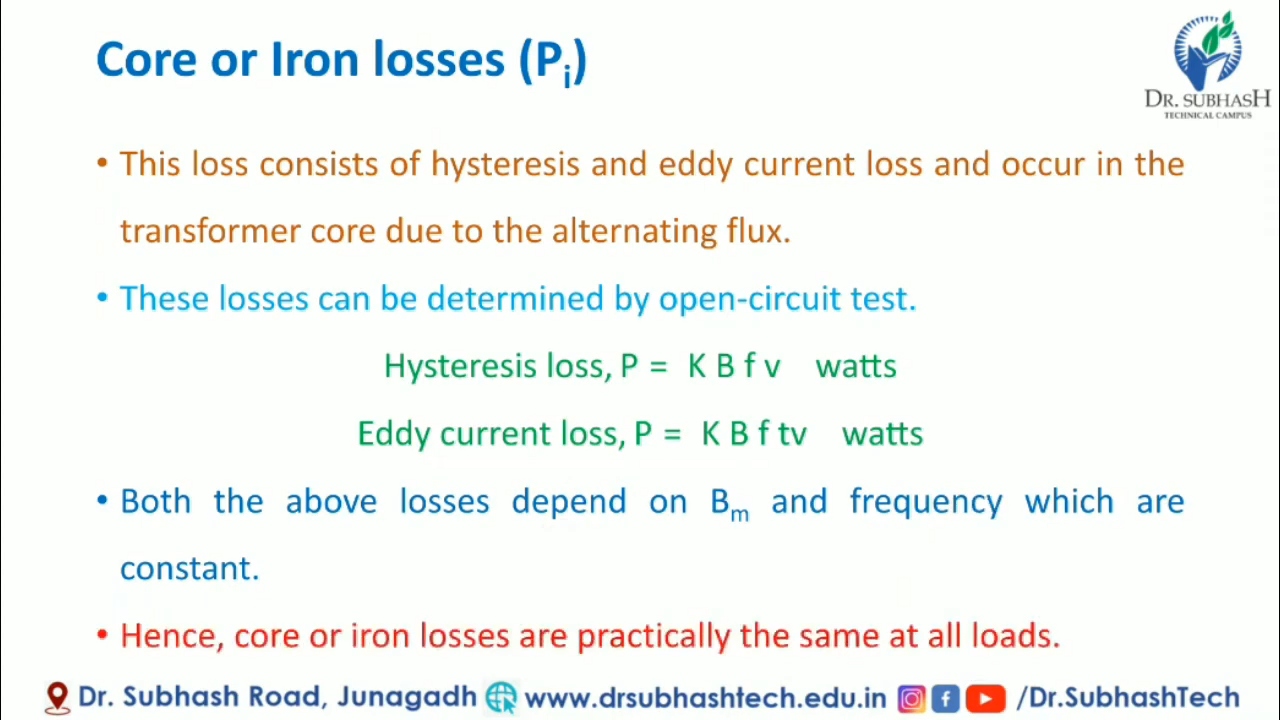 Core or Iron losses (Pi)
DR. SUBHASH
TECHNICAL CAMPUS
• This loss consists of hysteresis and eddy current loss and occur in the
transformer core due to the alternating flux.
• These losses can be determined by open-circuit test.
Hysteresis loss, P = K B f v watts
Eddy current loss, P = K B f tv watts
• Both the above losses depend on Bm and frequency which are
constant.
• Hence, core or iron losses are practically the same at all loads.
Dr. Subhash Road, Junagadh www.drsubhashtech.edu.in /Dr.SubhashTech